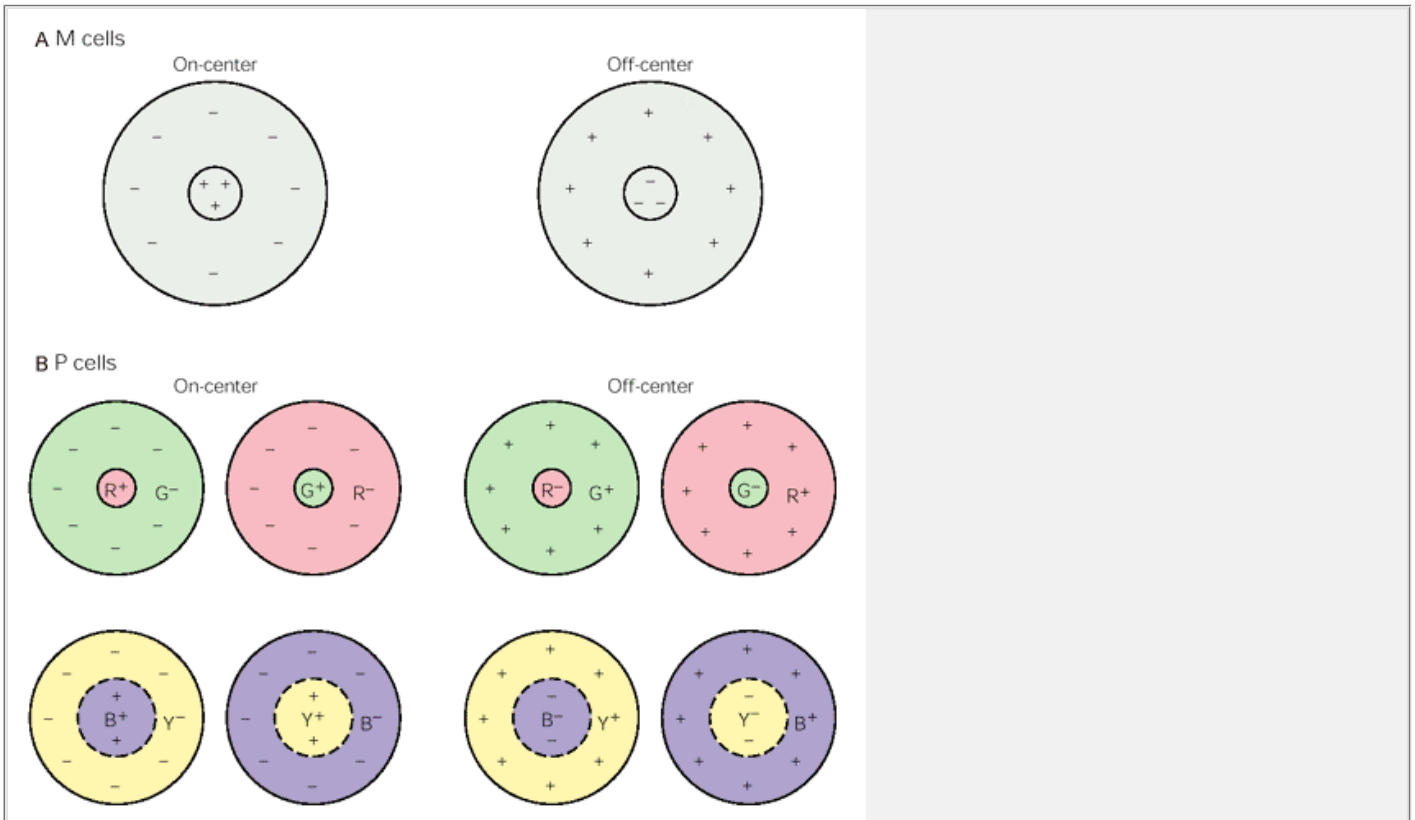 A M cells
On-center Off-center
− +
− − + +
+ + −
− − + +
+ − −
− − + +
− +
B P cells
On-center Off-center
− − + +
− − − − + + + +
− R+ G− − G+ R− + R− G+ + G− R+
− − − − + + + +
− − + +
− − + +
− − − − + + + +
+ + − −
− B+ Y− − Y+ B− + B− Y+ + Y− B+
+ + − −
− − − − + + + +
− − + +